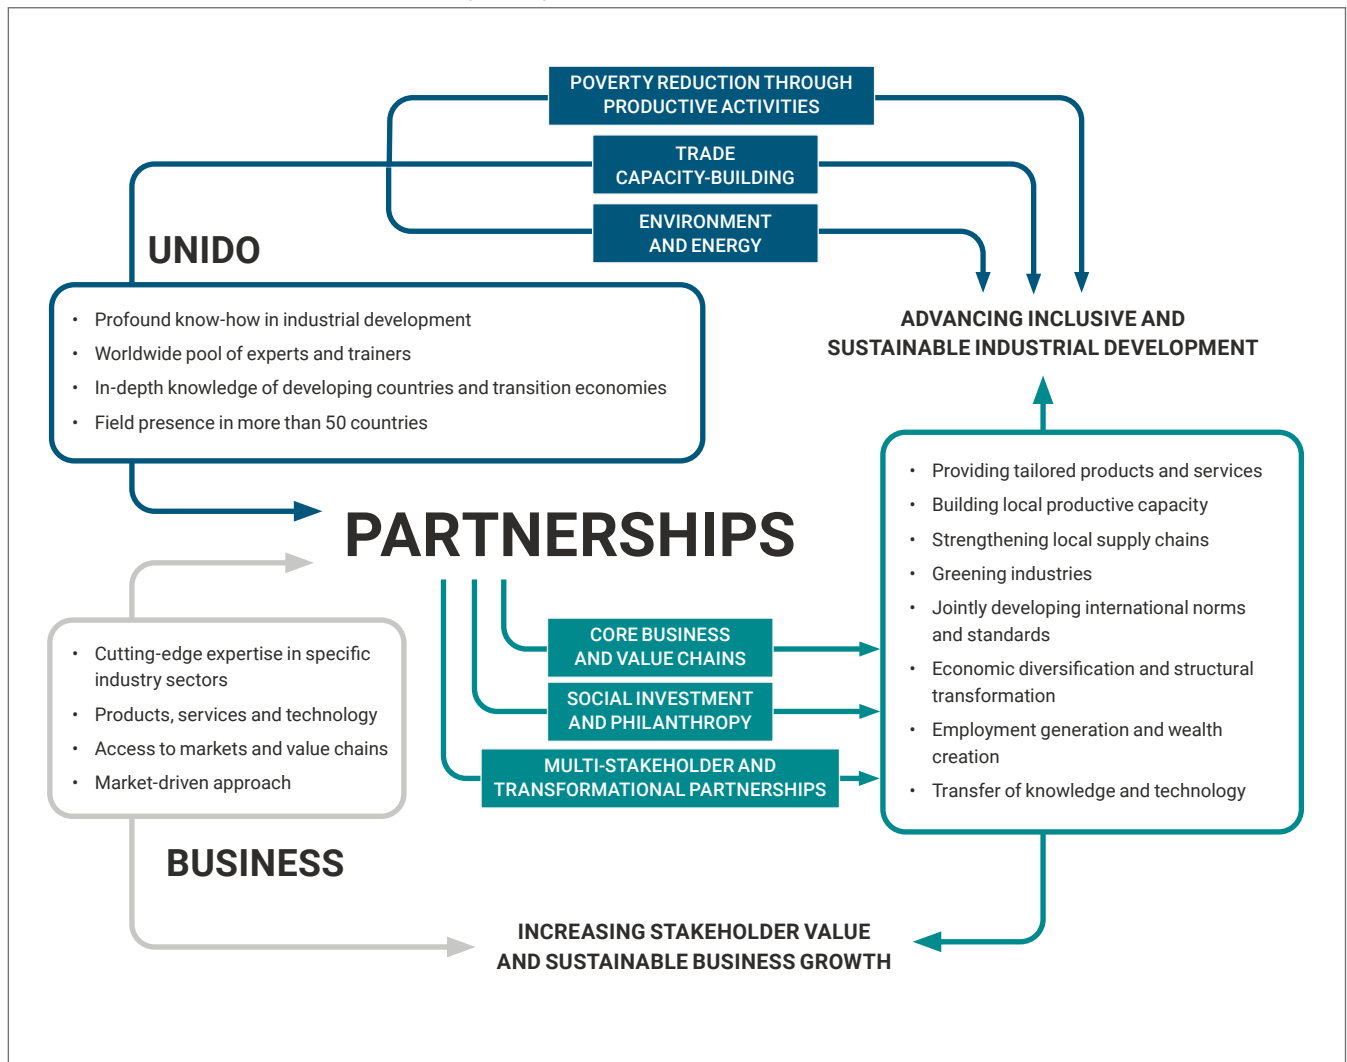 POVERTY REDUCTION THROUGH
PRODUCTIVE ACTIVITIES
TRADE
CAPACITY-BUILDING
ENVIRONMENT
AND ENERGY
UNIDO
• Profound know-how in industrial development
• Worldwide pool of experts and trainers
• In-depth knowledge of developing countries and transition economies
• Field presence in more than 50 countries
ADVANCING INCLUSIVE AND
SUSTAINABLE INDUSTRIAL DEVELOPMENT
PARTNERSHIPS
CORE BUSINESS
AND VALUE CHAINS
SOCIAL INVESTMENT
AND PHILANTHROPY
MULTI-STAKEHOLDER AND
TRANSFORMATIONAL PARTNERSHIPS
• Providing tailored products and services
• Building local productive capacity
• Strengthening local supply chains
• Greening industries
• Jointly developing international norms
and standards
• Economic diversification and structural
transformation
• Employment generation and wealth
creation
• Transfer of knowledge and technology
• Cutting-edge expertise in specific
industry sectors
• Products, services and technology
• Access to markets and value chains
• Market-driven approach
BUSINESS
INCREASING STAKEHOLDER VALUE
AND SUSTAINABLE BUSINESS GROWTH